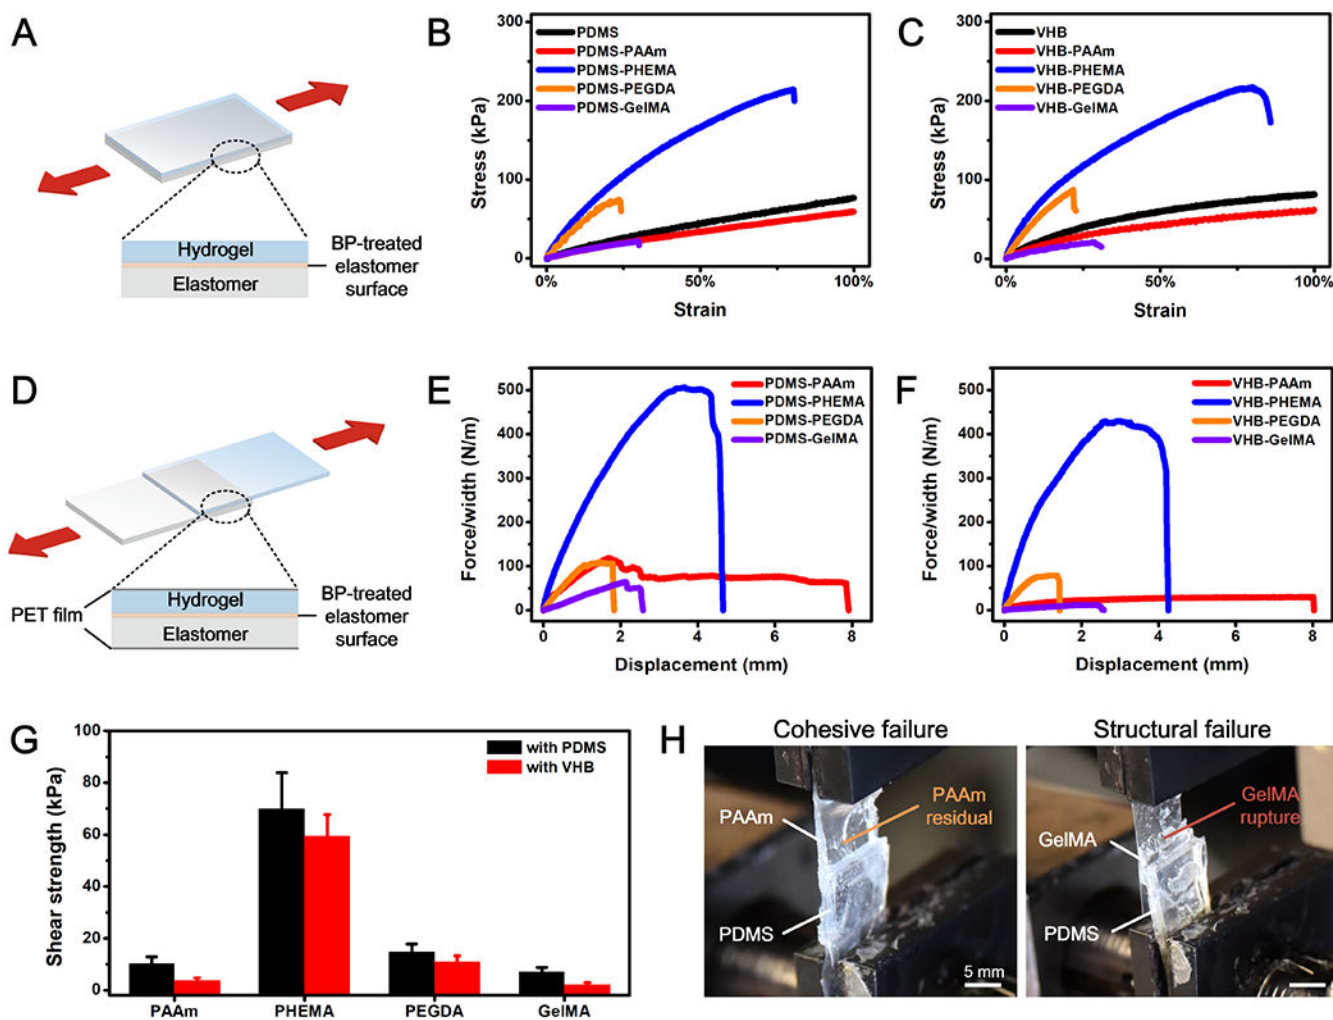 A
Hydrogel
Elastomer
BP-treated
elastomer
surface
B
Stress (kPa)
300
200
100
0
PDMS
PDMS-PAAm
PDMS-PHEMA
PDMS-PEGDA
PDMS-GelMA
0%
50%
100%
Strain
C
Stress (kPa)
300
200
100
0
VHB
VHB-PAAm
VHB-PHEMA
VHB-PEGDA
VHB-GelMA
0%
50%
100%
Strain
D
PET film
Hydrogel
Elastomer
BP-treated
elastomer
surface
E
Force/width (N/m)
500
400
300
200
100
0
PDMS-PAAm
PDMS-PHEMA
PDMS-PEGDA
PDMS-GelMA
0 2 4 6 8
Displacement (mm)
F
Force/width (N/m)
500
400
300
200
100
0
VHB-PAAm
VHB-PHEMA
VHB-PEGDA
VHB-GelMA
0 2 4 6 8
Displacement (mm)
G
Shear strength (kPa)
100
80
60
40
20
0
with PDMS
with VHB
PAAm PHEMA PEGDA GelMA
H
Cohesive failure
PAAm
PAAm
residual
PDMS
5 mm
Structural failure
GelMA
rupture
GelMA
PDMS